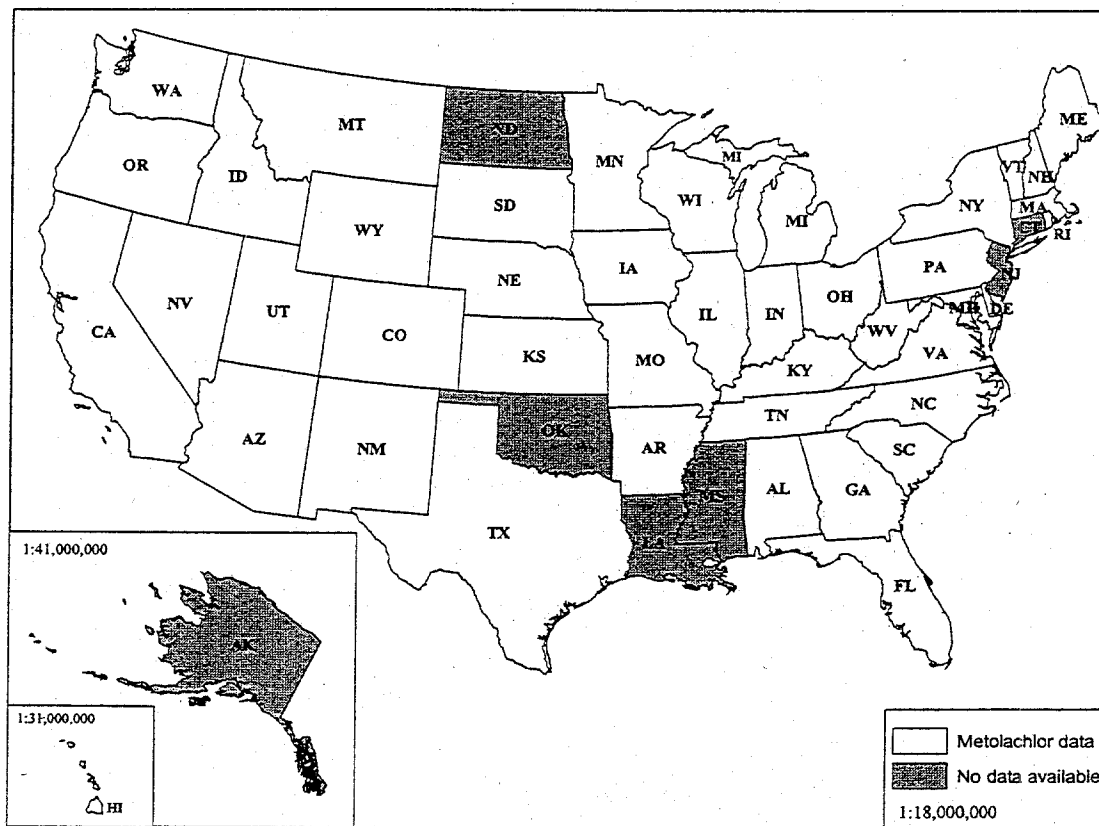 WA
MT
ND
ME
OR
ID
MN
MI
VT
NH
SD
WI
MI
NY
MA
WY
CT
RI
IA
PA
NE
NJ
NV
UT
IL
IN
OH
MD
DE
CA
CO
WV
KS
MO
VA
KY
NC
TN
AZ
OK
NM
AR
SC
MS
AL
GA
TX
LA
FL
1:41,000,000
AK
1:31,000,000
HI
Metolachlor data
No data available
1:18,000,000